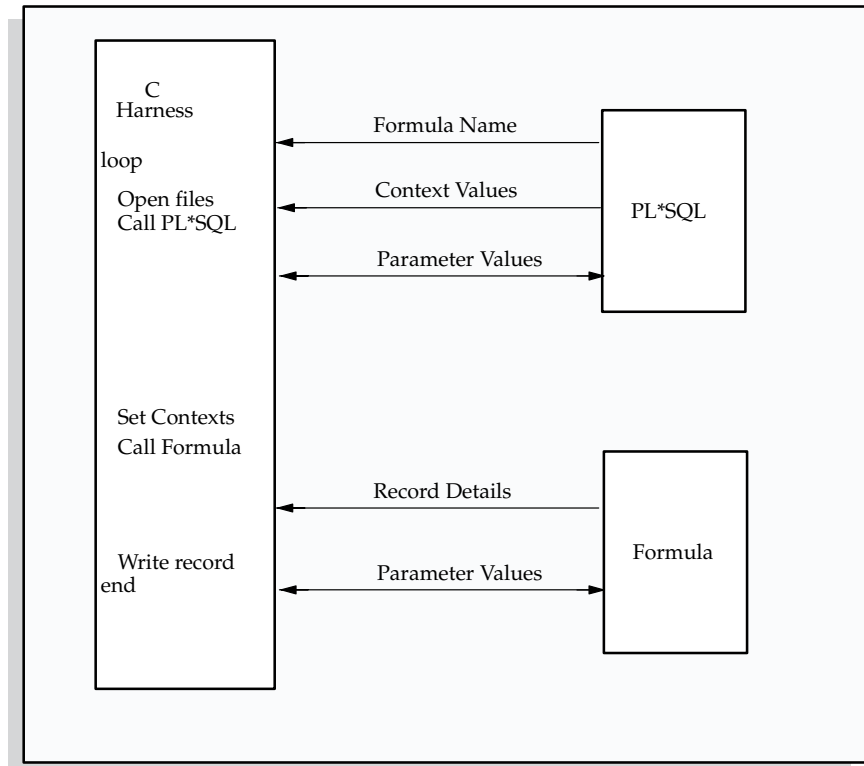 C
Harness
loop
Open files
Call PL*SQL
Set Contexts
Call Formula
Write record
end
Formula Name
Context Values
Parameter Values
PL*SQL
Record Details
Parameter Values
Formula